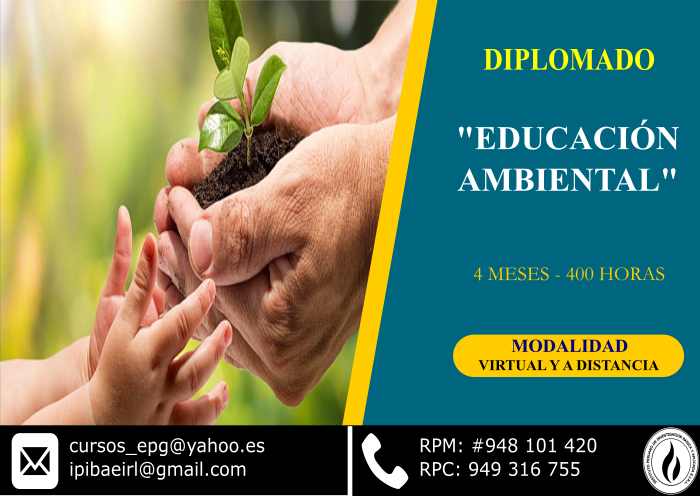 DIPLOMADO
"EDUCACIÓN
AMBIENTAL"
4 MESES - 400 HORAS
MODALIDAD
VIRTUAL Y A DISTANCIA
cursos_epg@yahoo.es
ipibaeirl@gmail.com
RPM: #948 101 420
RPC: 949 316 755